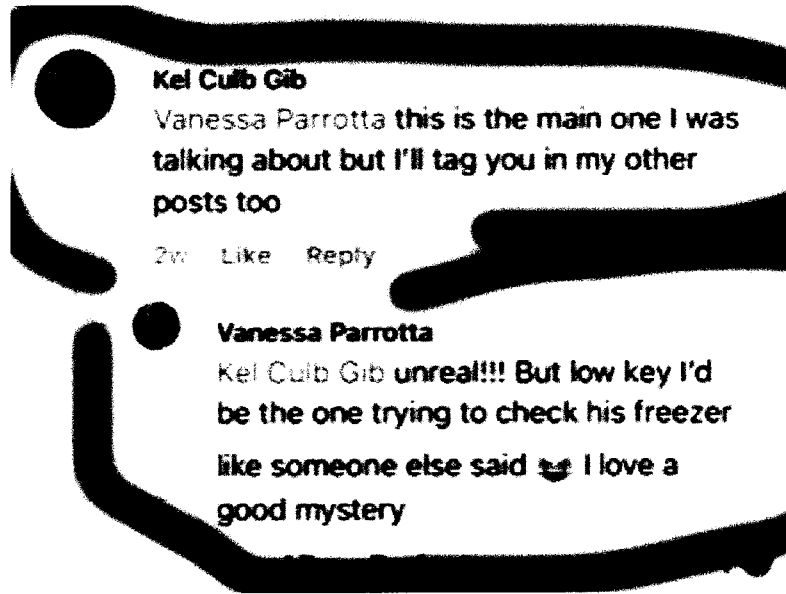 Kel Culb Gib
Vanessa Parrotta this is the main one I was
talking about but I'll tag you in my other
posts too
2w Like Reply
Vanessa Parrotta
Kel Culb Gib unreal!!! But low key I'd
be the one trying to check his freezer
like someone else said I love a
good mystery